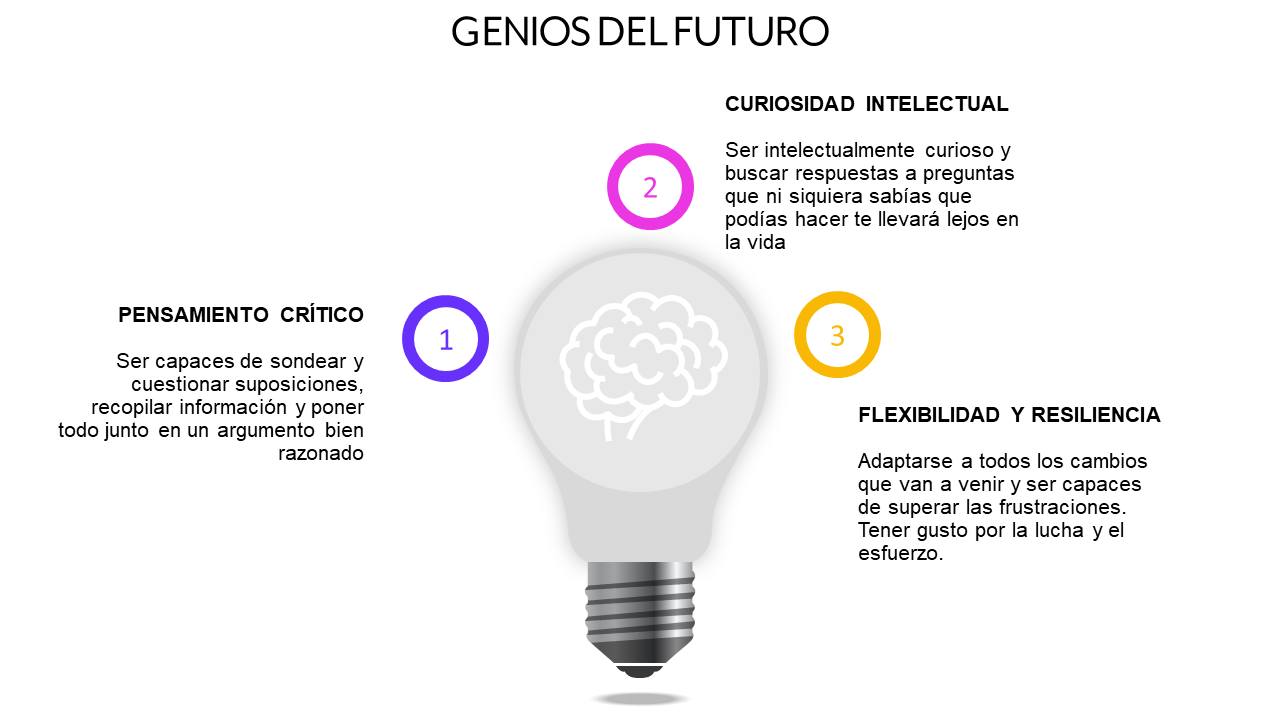 GENIOS DEL FUTURO
1
PENSAMIENTO CRÍTICO
Ser capaces de sondear y
cuestionar suposiciones,
recopilar información y poner
todo junto en un argumento bien
razonado
2
CURIOSIDAD INTELECTUAL
Ser intelectualmente curioso y
buscar respuestas a preguntas
que ni siquiera sabías que
podías hacer te llevará lejos en
la vida
3
FLEXIBILIDAD Y RESILIENCIA
Adaptarse a todos los cambios
que van a venir y ser capaces
de superar las frustraciones.
Tener gusto por la lucha y el
esfuerzo.